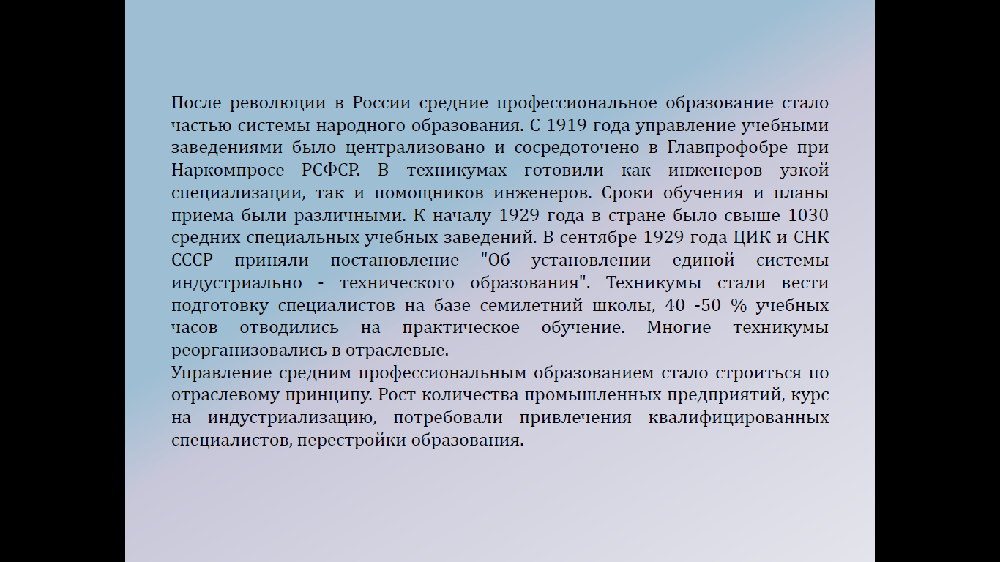 После революции в России средние профессиональное образование стало
частью системы народного образования. С 1919 года управление учебными
заведениями было централизовано и сосредоточено в Главпрофобре при
Наркомпросе РСФСР. В техникумах готовили как инженеров узкой
специализации, так и помощников инженеров. Сроки обучения и планы
приема были различными. К началу 1929 года в стране было свыше 1030
средних специальных учебных заведений. В сентябре 1929 года ЦИК и СНК
СССР приняли постановление "Об установлении единой системы
индустриально - технического образования". Техникумы стали вести
подготовку специалистов на базе семилетний школы, 40 -50 % учебных
часов отводились на практическое обучение. Многие техникумы
реорганизовались в отраслевые.
Управление средним профессиональным образованием стало строиться по
отраслевому принципу. Рост количества промышленных предприятий, курс
на индустриализацию, потребовали привлечения квалифицированных
специалистов, перестройки образования.